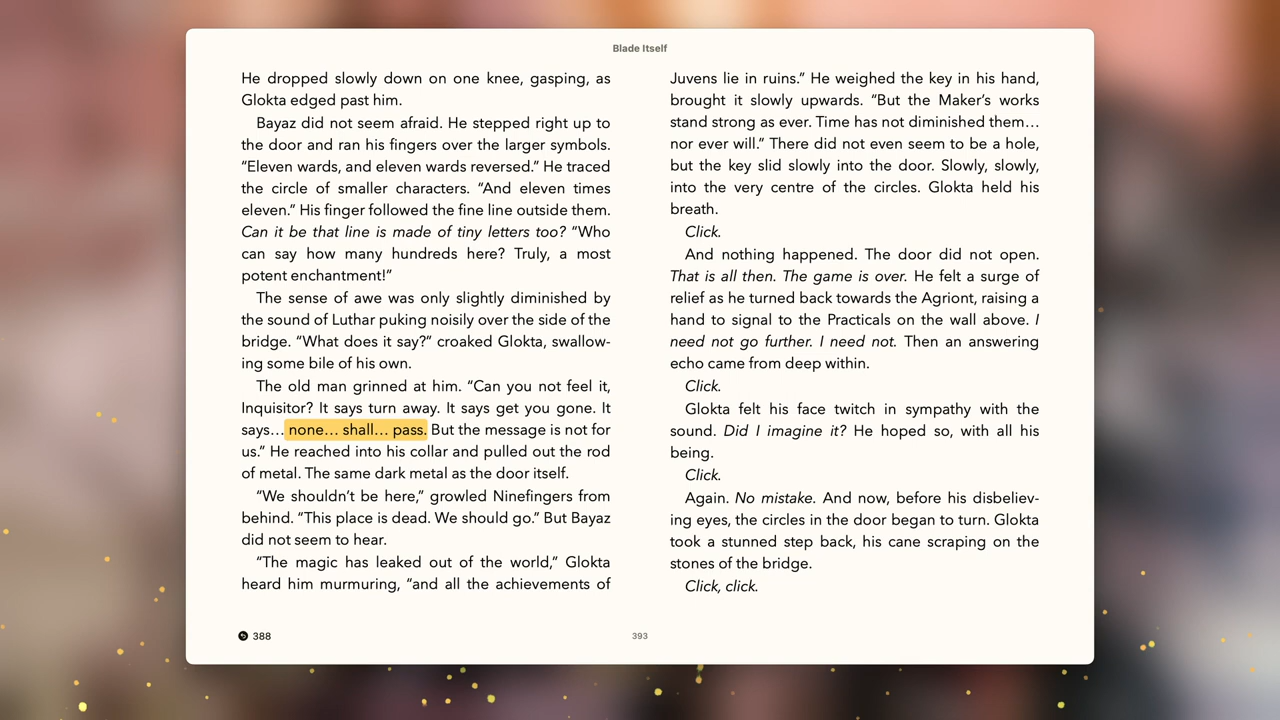 Blade Itself
He dropped slowly down on one knee, gasping, as
Glokta edged past him.
Bayaz did not seem afraid. He stepped right up to
the door and ran his fingers over the larger symbols.
“Eleven wards, and eleven wards reversed.” He traced
the circle of smaller characters. “And eleven times
eleven.” His finger followed the fine line outside them.
Can it be that line is made of tiny letters too? “Who
can say how many hundreds here? Truly, a most
potent enchantment!”
The sense of awe was only slightly diminished by
the sound of Luthar puking noisily over the side of the
bridge. “What does it say?” croaked Glokta, swallow-
ing some bile of his own.
The old man grinned at him. “Can you not feel it,
Inquisitor? It says turn away. It says get you gone. It
says… none… shall… pass. But the message is not for
us.” He reached into his collar and pulled out the rod
of metal. The same dark metal as the door itself.
“We shouldn’t be here,” growled Ninefingers from
behind. “This place is dead. We should go.” But Bayaz
did not seem to hear.
“The magic has leaked out of the world,” Glokta
heard him murmuring, “and all the achievements of
Juvens lie in ruins.” He weighed the key in his hand,
brought it slowly upwards. “But the Maker’s works
stand strong as ever. Time has not diminished them…
nor ever will.” There did not even seem to be a hole,
but the key slid slowly into the door. Slowly, slowly,
into the very centre of the circles. Glokta held his
breath.
Click.
And nothing happened. The door did not open.
That is all then. The game is over. He felt a surge of
relief as he turned back towards the Agriont, raising a
hand to signal to the Practicals on the wall above. I
need not go further. I need not. Then an answering
echo came from deep within.
Click.
Glokta felt his face twitch in sympathy with the
sound. Did I imagine it? He hoped so, with all his
being.
Click.
Again. No mistake. And now, before his disbeliev-
ing eyes, the circles in the door began to turn. Glokta
took a stunned step back, his cane scraping on the
stones of the bridge.
Click, click.
388
393